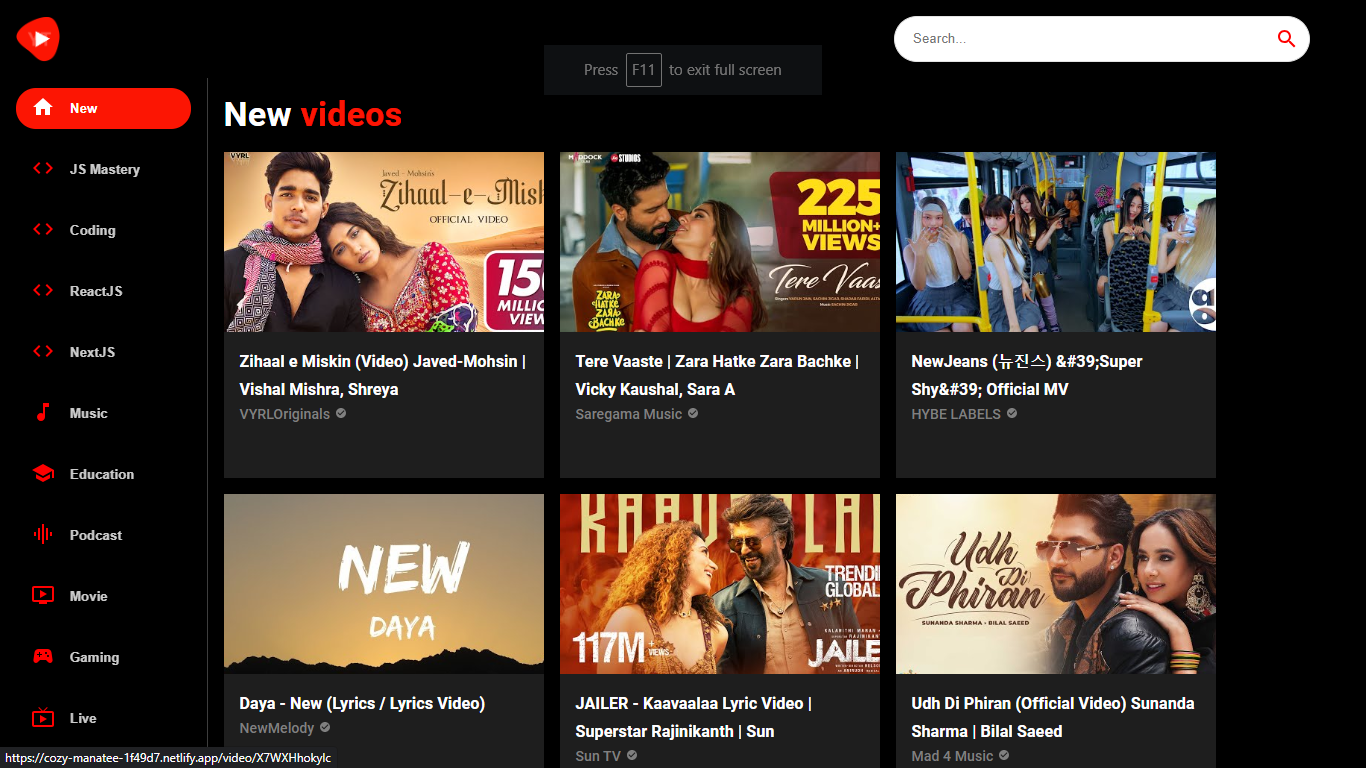 Search...
Press F11 to exit full screen
New
JS Mastery
Coding
ReactJS
NextJS
Music
Education
Podcast
Movie
Gaming
Live
New videos
VYRL
Javed - Mohsin's
Zihaal-e-Misk
OFFICIAL VIDEO
150
MILLIO
VIEW
Zihaal e Miskin (Video) Javed-Mohsin |
Vishal Mishra, Shreya
VYRLOriginals
MADDOCK
STUDIOS
225
MILLION+
VIEWS
Tere Vaas
ZARA
HATKE
ZARA
BACHKE
Tere Vaaste | Zara Hatke Zara Bachke |
Vicky Kaushal, Sara A
Saregama Music
NewJeans (뉴진스) &#39;Super
Shy&#39; Official MV
HYBE LABELS
NEW
DAYA
Daya - New (Lyrics / Lyrics Video)
NewMelody
KAAVAALAA
TRENDI
GLOBAL
117M+
VIEWS
JAILE
JAILER - Kaavaalaa Lyric Video |
Superstar Rajinikanth | Sun
Sun TV
Udh
Di
Phiran
SUNANDA SHARMA - BILAL SAEED
Udh Di Phiran (Official Video) Sunanda
Sharma | Bilal Saeed
Mad 4 Music
https://cozy-manatee-1f49d7.netlify.app/video/X7WXHhokylc